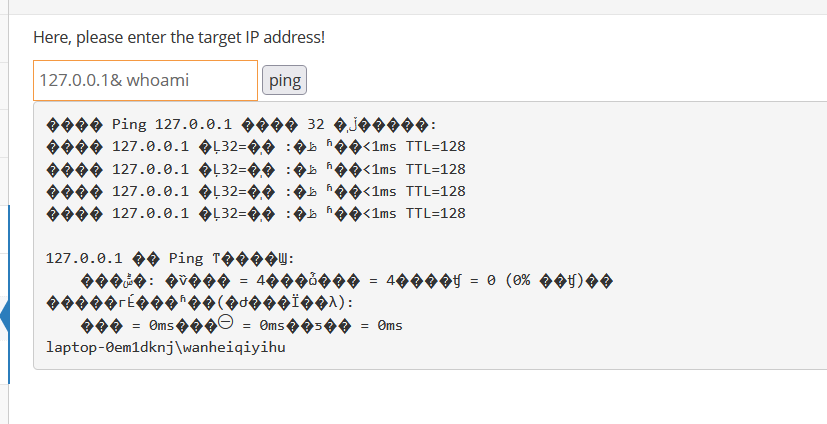 Here, please enter the target IP address!
127.0.0.1& whoami
ping
���� Ping 127.0.0.1 ���� 32 �ֽڵ�����:
���� 127.0.0.1 �Ļظ�: �ֽ�=32 ʱ��<1ms TTL=128
���� 127.0.0.1 �Ļظ�: �ֽ�=32 ʱ��<1ms TTL=128
���� 127.0.0.1 �Ļظ�: �ֽ�=32 ʱ��<1ms TTL=128
���� 127.0.0.1 �Ļظ�: �ֽ�=32 ʱ��<1ms TTL=128
127.0.0.1 �� Ping ͳ����Ϣ:
���ݰ�: �ѷ��� = 4���ѽ��� = 4����ʧ = 0 (0% ��ʧ)��
�����г̵Ĺ���ʱ��(�Ժ���Ϊ��λ):
��� = 0ms��� = 0ms��ƽ�� = 0ms
laptop-0em1dknj\wanheiqiyihu